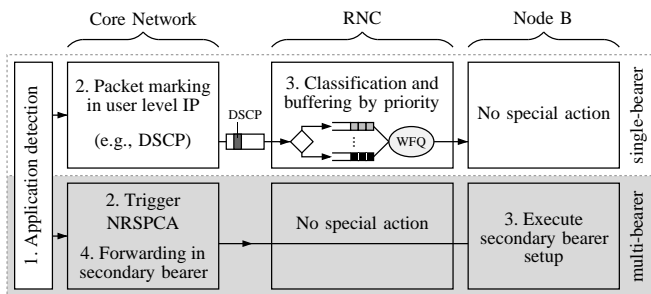 Core Network
RNC
Node B
1. Application detection
2. Packet marking
in user level IP
(e.g., DSCP)
DSCP
3. Classification and
buffering by priority
WFQ
No special action
single-bearer
2. Trigger
NRSPCA
4. Forwarding in
secondary bearer
No special action
3. Execute
secondary bearer
setup
multi-bearer